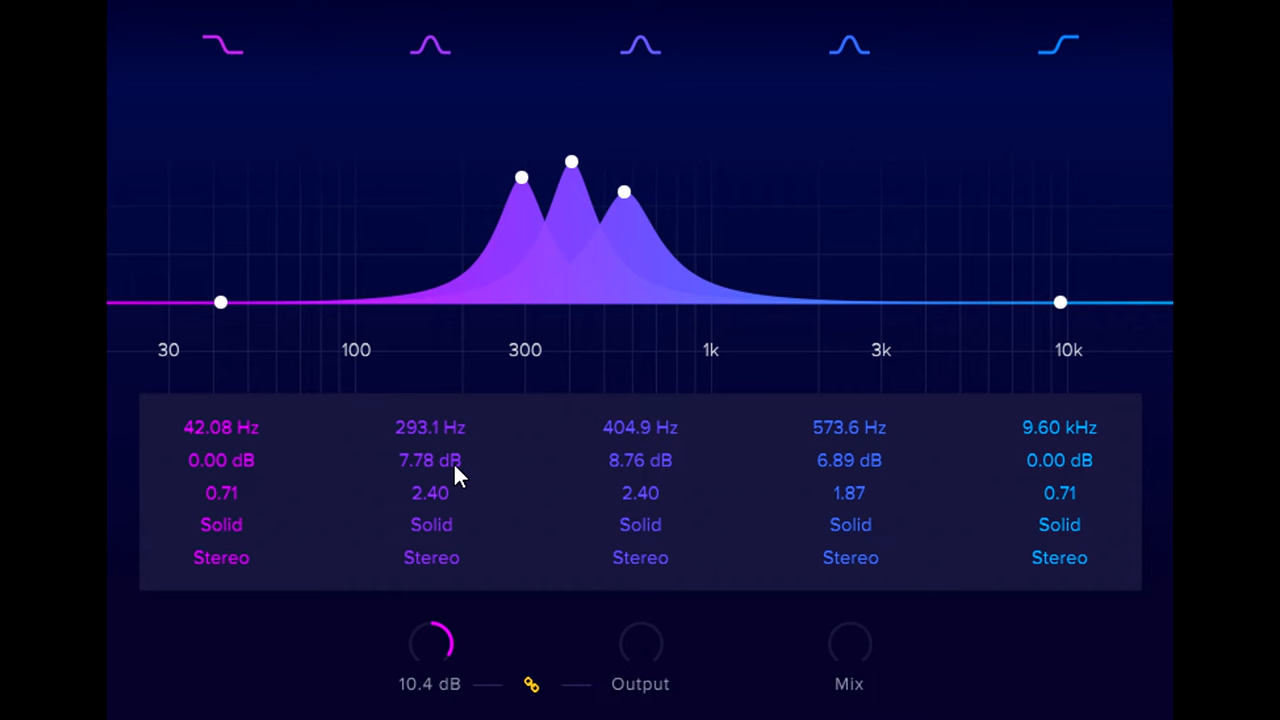 30 100 300 1k 3k 10k
42.08 Hz 293.1 Hz 404.9 Hz 573.6 Hz 9.60 kHz
0.00 dB 7.78 dB 8.76 dB 6.89 dB 0.00 dB
0.71 2.40 2.40 1.87 0.71
Solid Solid Solid Solid Solid
Stereo Stereo Stereo Stereo Stereo
10.4 dB Output Mix